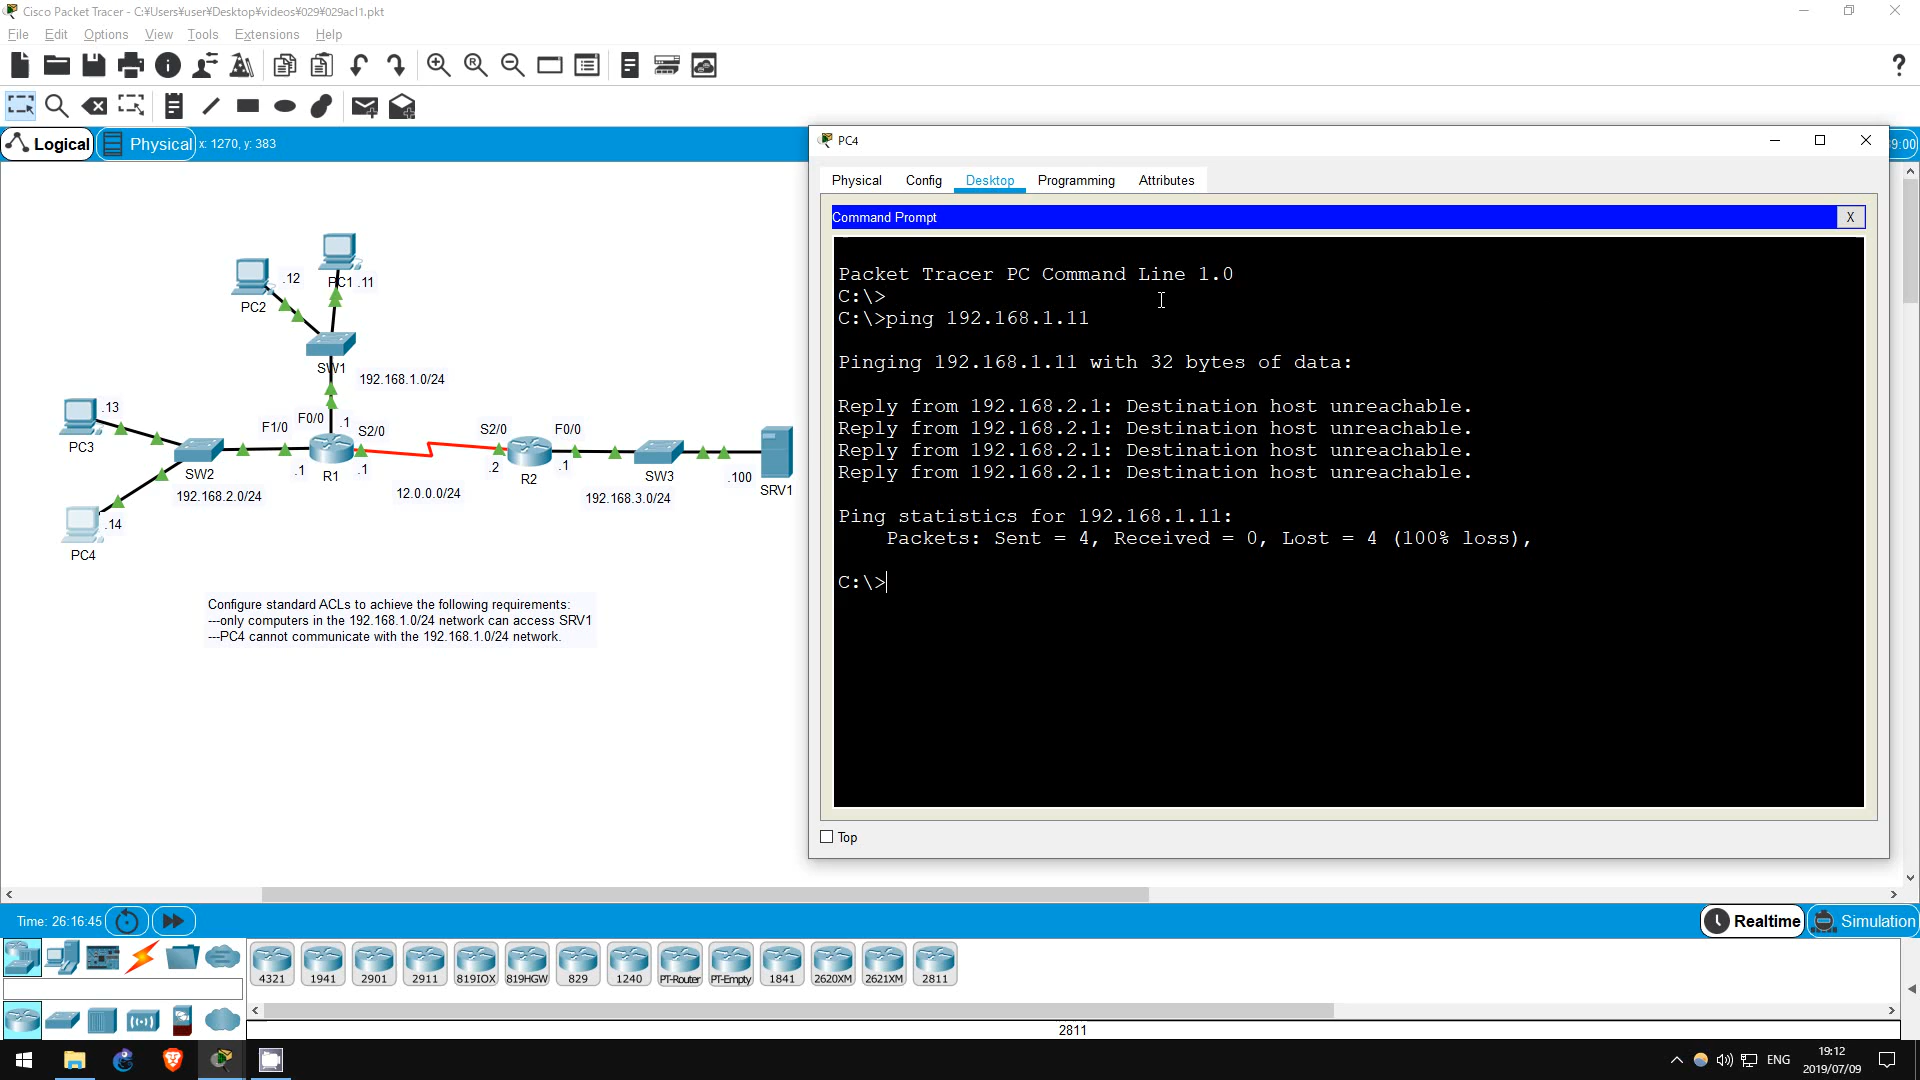 Cisco Packet Tracer - C:¥Users¥user¥Desktop¥videos¥029¥029acl1.pkt
File Edit Options View Tools Extensions Help
Logical Physical x: 1270, y: 383
9:00
PC4
Physical Config Desktop Programming Attributes
Command Prompt
X
Packet Tracer PC Command Line 1.0
C:\>
C:\>ping 192.168.1.11
Pinging 192.168.1.11 with 32 bytes of data:
Reply from 192.168.2.1: Destination host unreachable.
Reply from 192.168.2.1: Destination host unreachable.
Reply from 192.168.2.1: Destination host unreachable.
Reply from 192.168.2.1: Destination host unreachable.
Ping statistics for 192.168.1.11:
Packets: Sent = 4, Received = 0, Lost = 4 (100% loss),
C:\>
Top
.12
PC1 .11
PC2
SW1
192.168.1.0/24
.13
F0/0
.1
F1/0
S2/0
S2/0
F0/0
PC3
SW2
.1
R1
.1
.2
R2
.1
SW3
.100
SRV1
192.168.2.0/24
12.0.0.0/24
192.168.3.0/24
.14
PC4
Configure standard ACLs to achieve the following requirements:
---only computers in the 192.168.1.0/24 network can access SRV1
---PC4 cannot communicate with the 192.168.1.0/24 network.
Time: 26:16:45
Realtime Simulation
4321 1941 2901 2911 819IOX 819HGW 829 1240 PT-Router PT-Empty 1841 2620XM 2621XM 2811
2811
ENG
19:12
2019/07/09